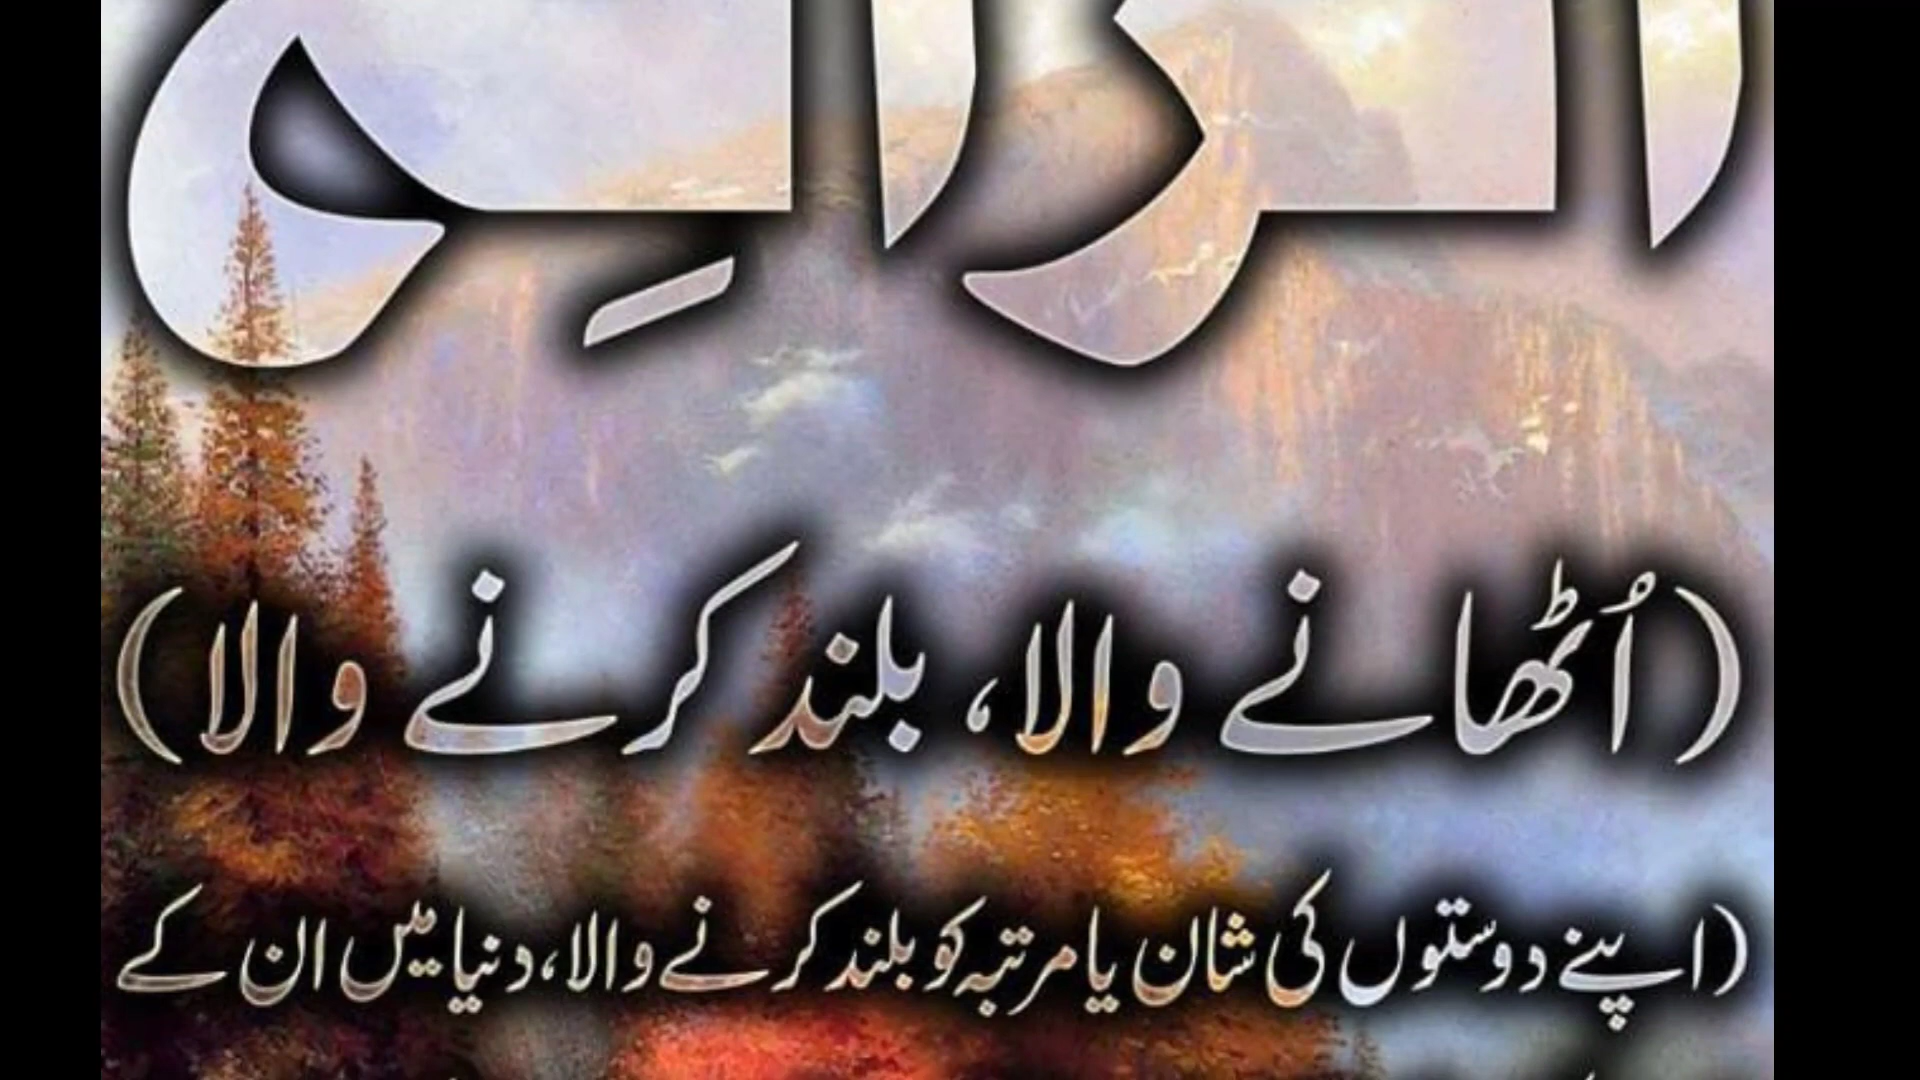 (اُٹھانے والا، بلند کرنے والا)
(اپنے دوستوں کی شان یا مرتبہ کو بلند کرنے والا، دنیا میں ان کے